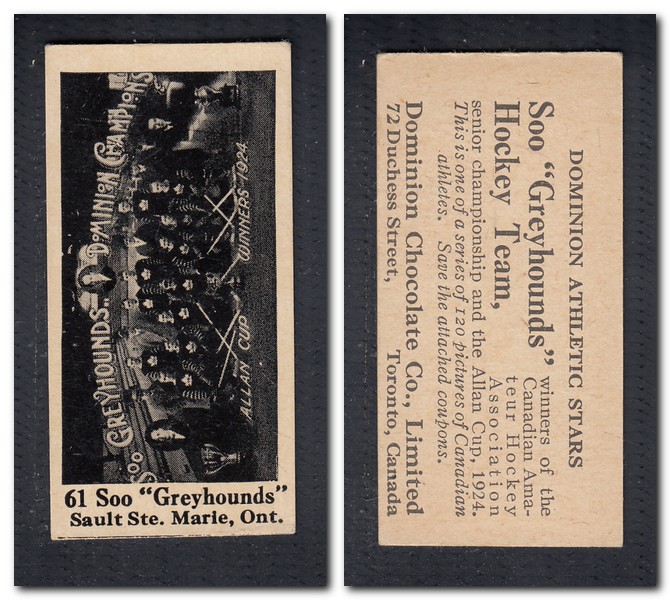 Soo GREYHOUNDS.. DOMINION CHAMPIONS
ALLAN CUP WINNERS 1924
61 Soo "Greyhounds"
Sault Ste. Marie, Ont.
DOMINION ATHLETIC STARS
Soo "Greyhounds" winners of the
Hockey Team, Canadian Ama-
teur Hockey
Association
senior championship and the Allan Cup, 1924.
This is one of a series of 120 pictures of Canadian
athletes. Save the attached coupons.
Dominion Chocolate Co., Limited
72 Duchess Street, Toronto, Canada